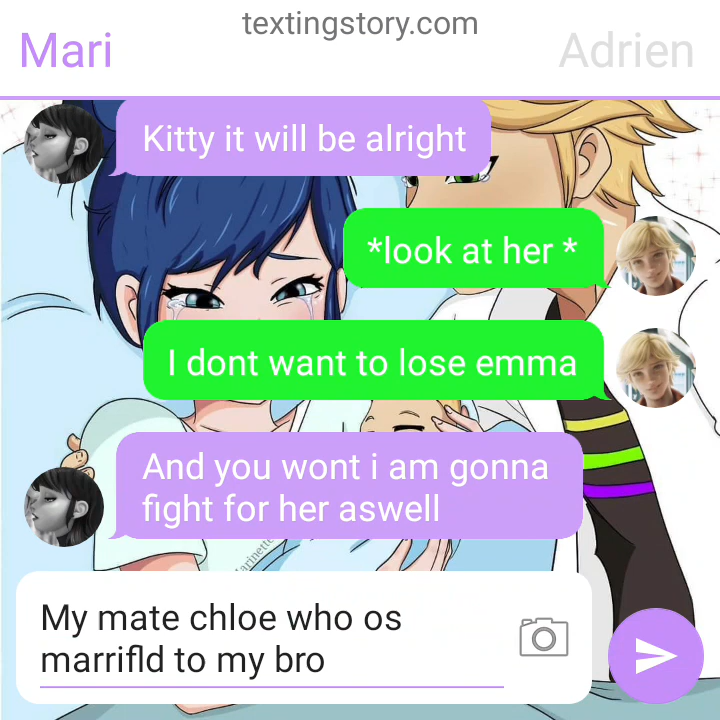 textingstory.com
Mari
Adrien
Kitty it will be alright
*look at her *
I dont want to lose emma
And you wont i am gonna
fight for her aswell
arinette
My mate chloe who os
marrifld to my bro